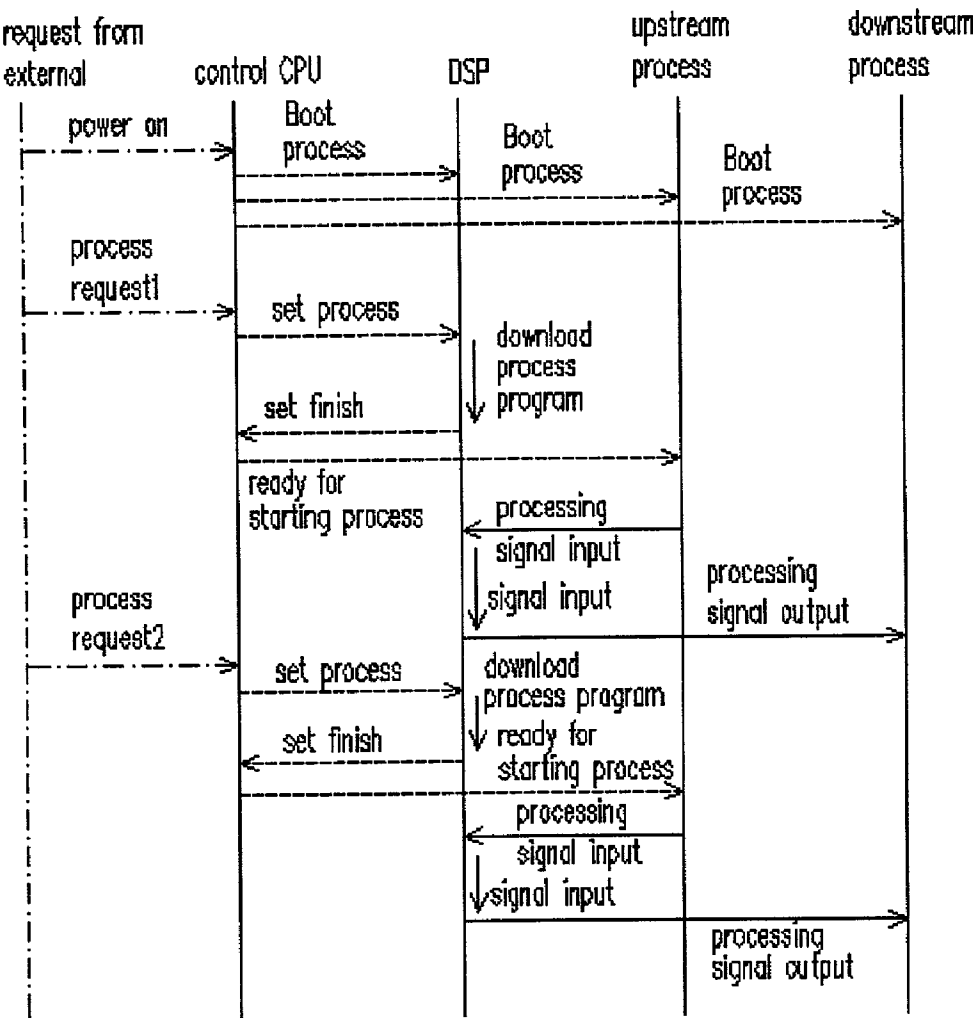 request from
external
control CPU
DSP
upstream
process
downstream
process
power on
Boot
process
Boot
process
Boot
process
process
request1
set process
download
process
program
set finish
ready for
starting process
processing
signal input
signal input
processing
signal output
process
request2
set process
download
process program
set finish
ready for
starting process
processing
signal input
signal input
processing
signal output